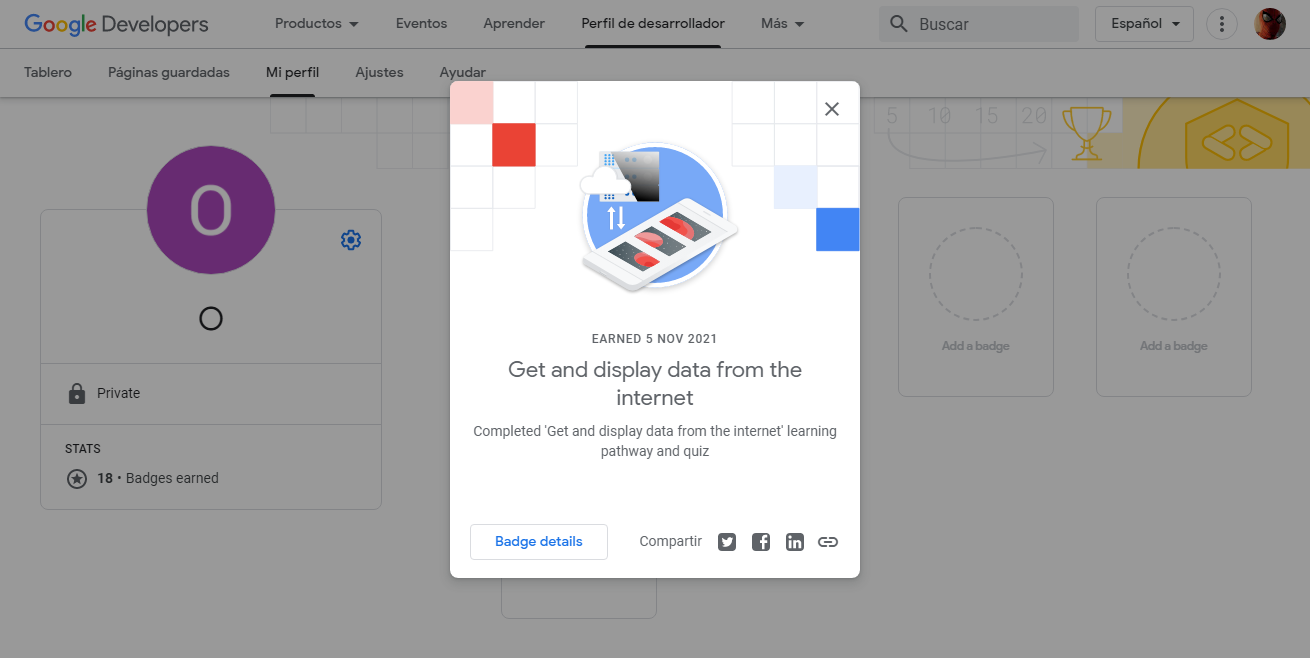 Google Developers
Productos
Eventos
Aprender
Perfil de desarrollador
Más
Buscar
Español
Tablero
Páginas guardadas
Mi perfil
Ajustes
Ayudar
5 10 15 20
O
O
Private
STATS
18 • Badges earned
EARNED 5 NOV 2021
Get and display data from the
internet
Completed 'Get and display data from the internet' learning
pathway and quiz
Badge details
Compartir
Add a badge
Add a badge